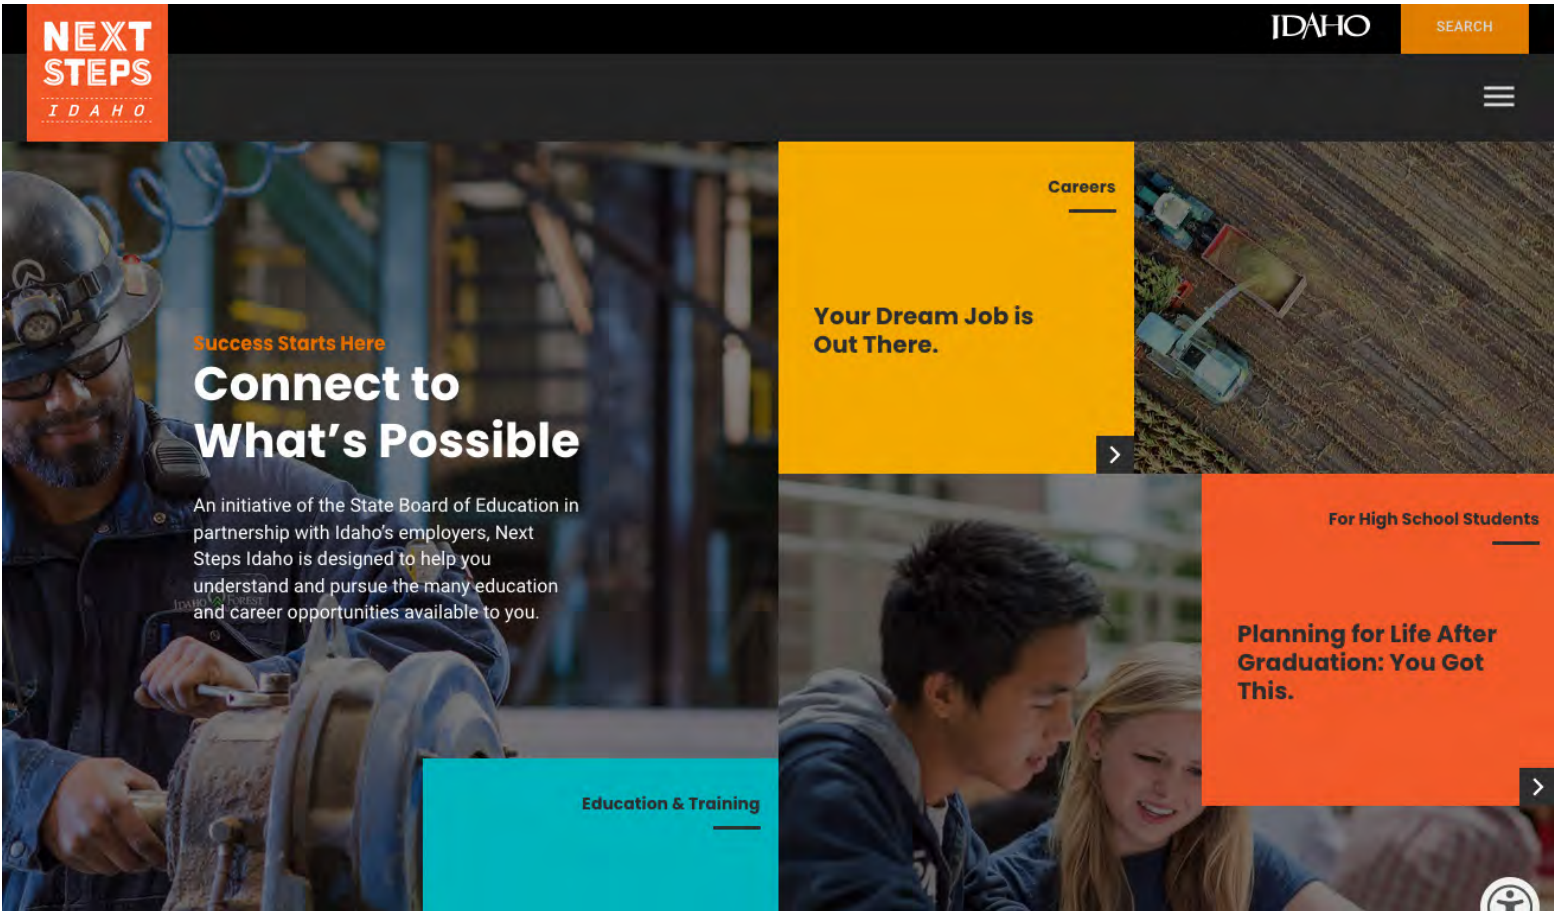 NEXT
STEPS
IDAHO
IDAHO
SEARCH
Success Starts Here
Connect to
What's Possible
An initiative of the State Board of Education in
partnership with Idaho's employers, Next
Steps Idaho is designed to help you
understand and pursue the many education
and career opportunities available to you.
IDAHO FOREST
Careers
Your Dream Job is
Out There.
For High School Students
Planning for Life After
Graduation: You Got
This.
Education & Training